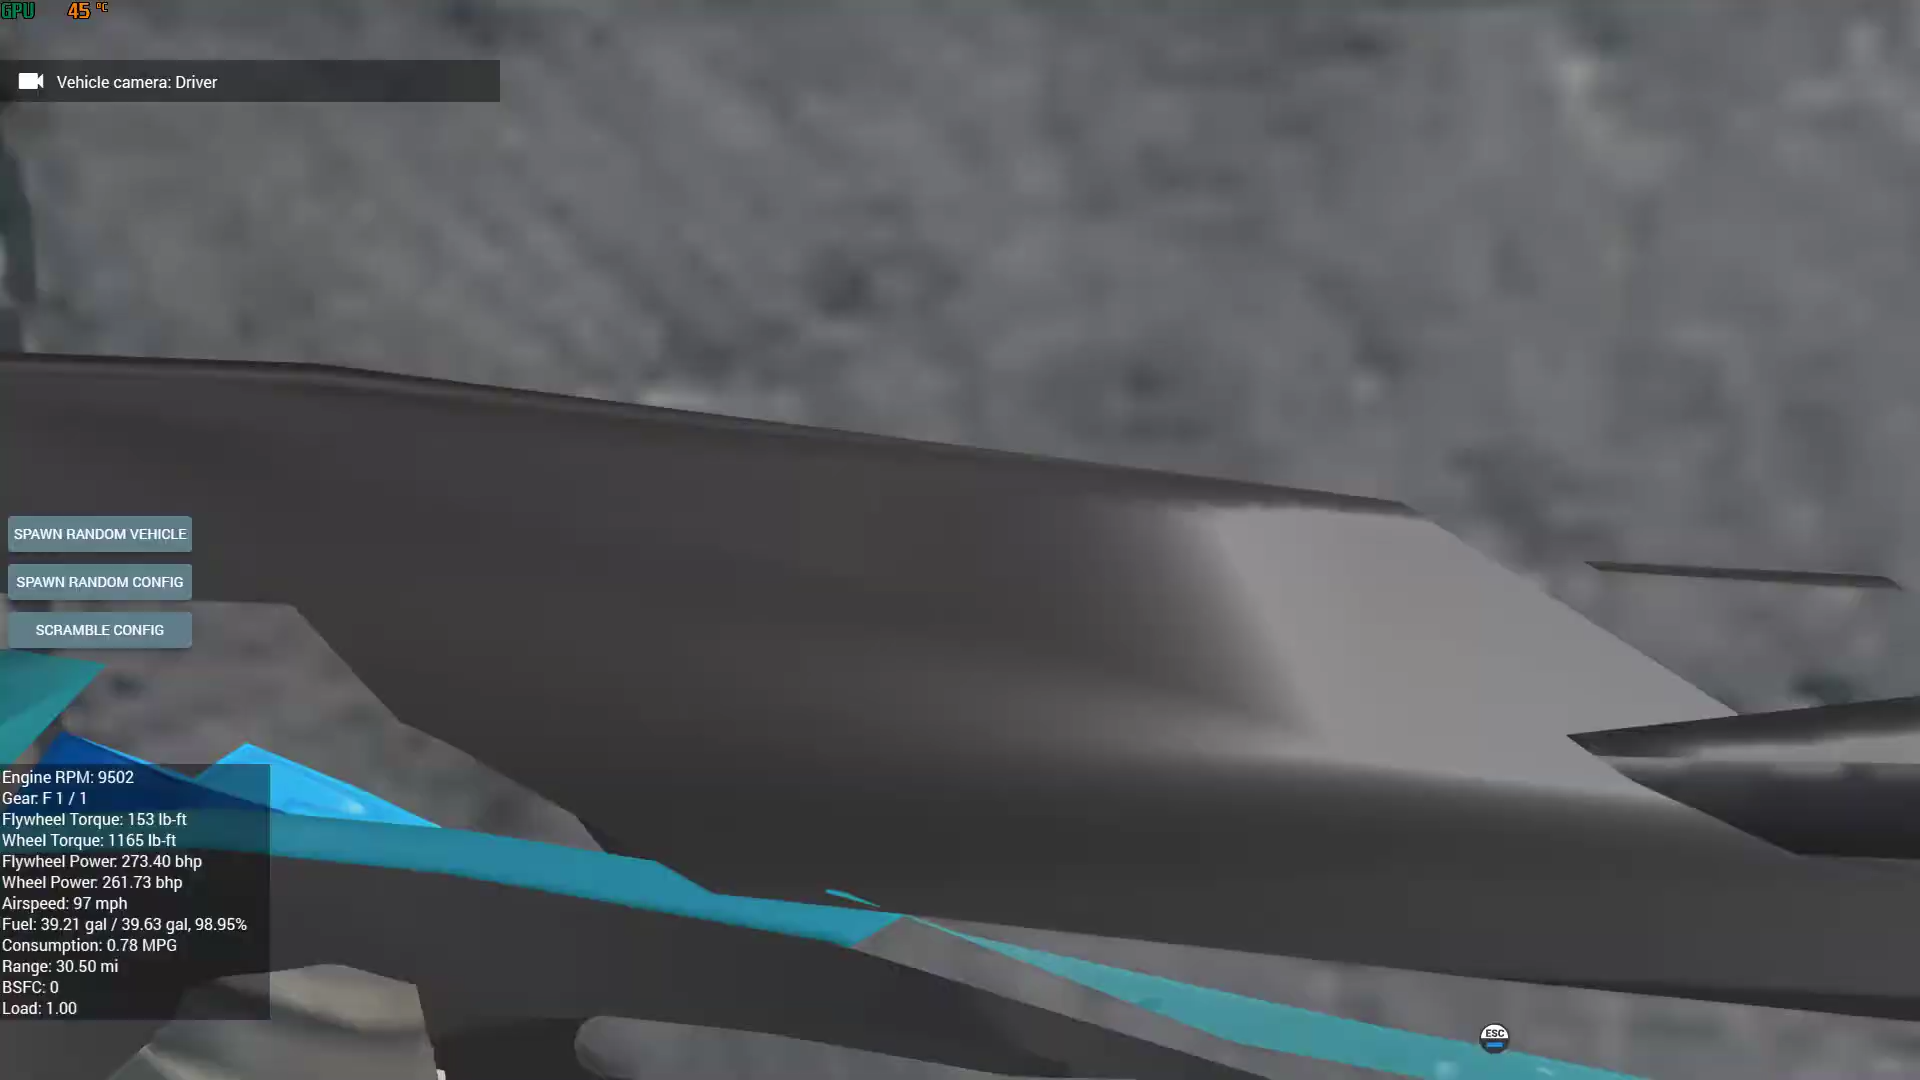 GPU 45 °C
Vehicle camera: Driver
SPAWN RANDOM VEHICLE
SPAWN RANDOM CONFIG
SCRAMBLE CONFIG
Engine RPM: 9502
Gear: F 1 / 1
Flywheel Torque: 153 lb-ft
Wheel Torque: 1165 lb-ft
Flywheel Power: 273.40 bhp
Wheel Power: 261.73 bhp
Airspeed: 97 mph
Fuel: 39.21 gal / 39.63 gal, 98.95%
Consumption: 0.78 MPG
Range: 30.50 mi
BSFC: 0
Load: 1.00
ESC